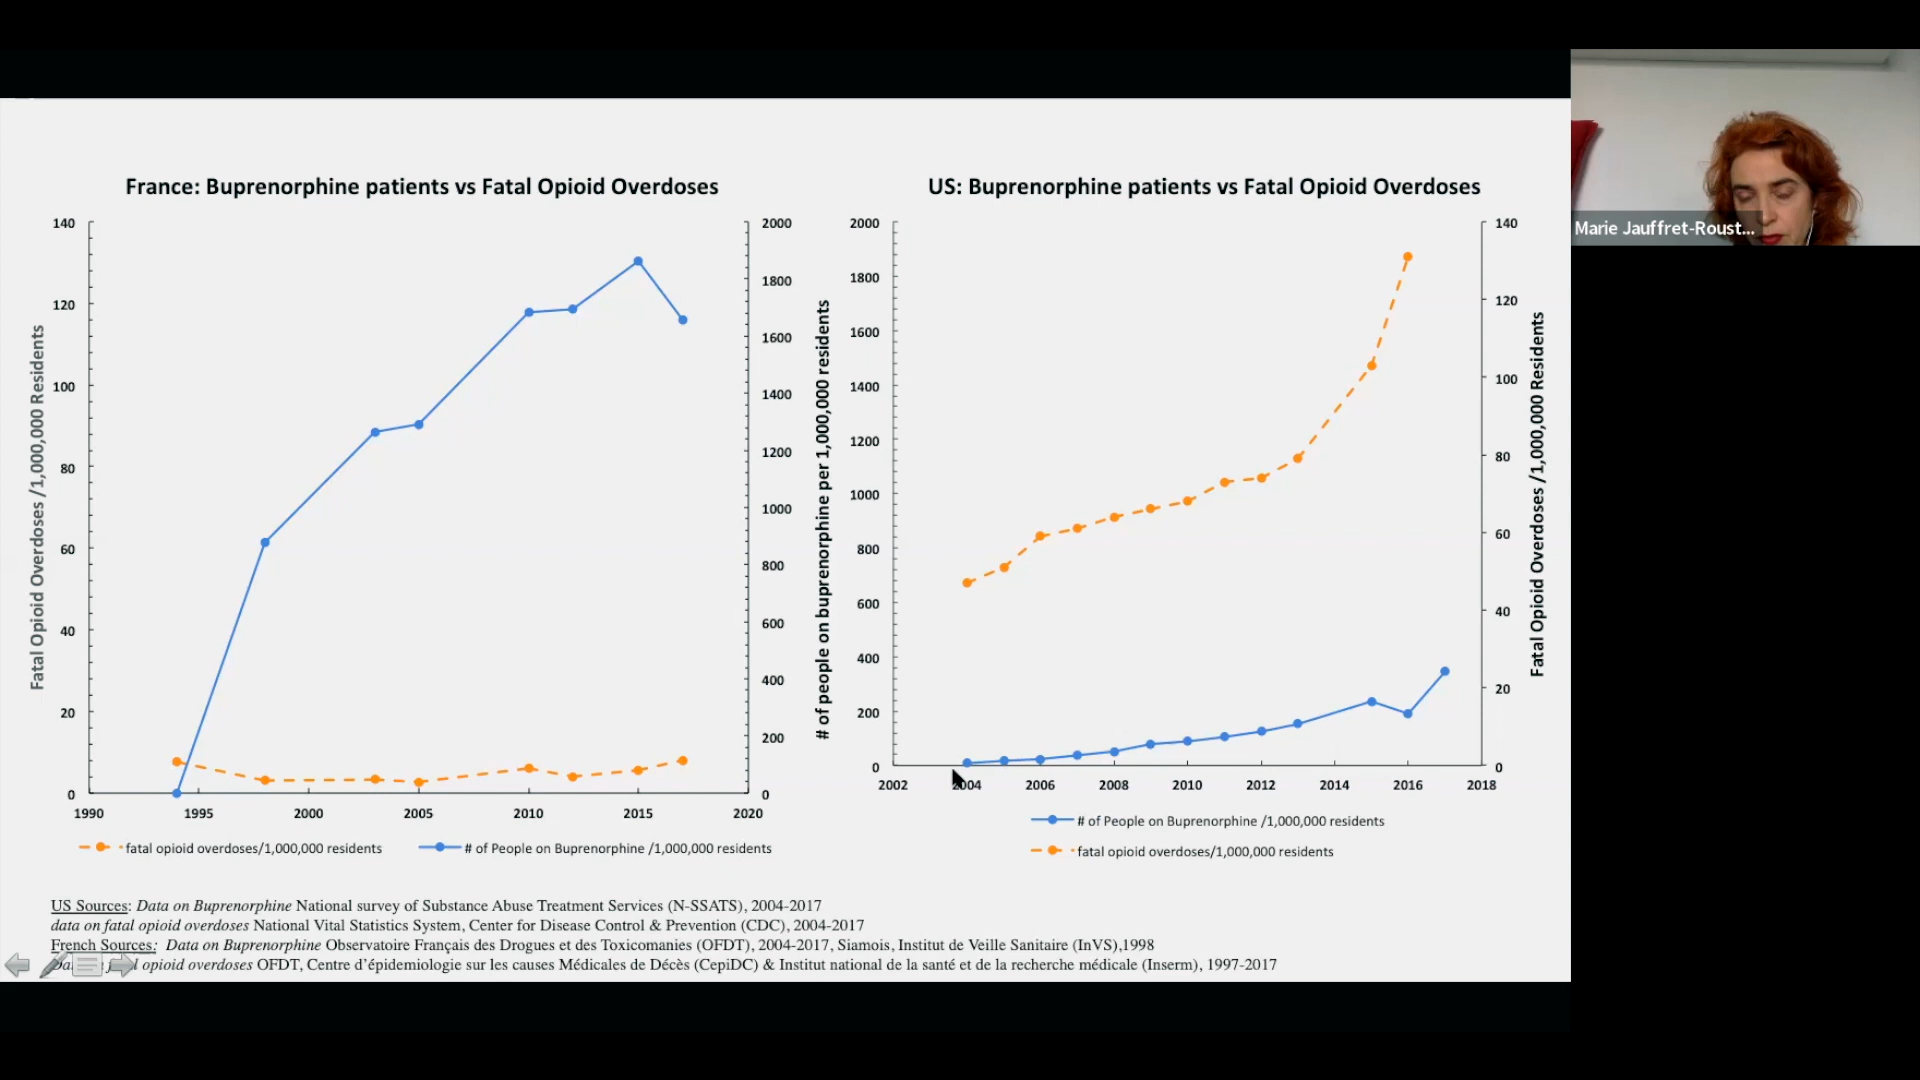 France: Buprenorphine patients vs Fatal Opioid Overdoses
140
120
100
80
60
40
20
0
Fatal Opioid Overdoses /1,000,000 Residents
2000
1800
1600
1400
1200
1000
800
600
400
200
0
# of people on buprenorphine per 1,000,000 residents
1990 1995 2000 2005 2010 2015 2020
fatal opioid overdoses/1,000,000 residents # of People on Buprenorphine /1,000,000 residents
US: Buprenorphine patients vs Fatal Opioid Overdoses
2000
1800
1600
1400
1200
1000
800
600
400
200
0
140
120
100
80
60
40
20
0
Fatal Opioid Overdoses /1,000,000 Residents
2002 2004 2006 2008 2010 2012 2014 2016 2018
# of People on Buprenorphine /1,000,000 residents
fatal opioid overdoses/1,000,000 residents
US Sources: Data on Buprenorphine National survey of Substance Abuse Treatment Services (N-SSATS), 2004-2017
data on fatal opioid overdoses National Vital Statistics System, Center for Disease Control & Prevention (CDC), 2004-2017
French Sources: Data on Buprenorphine Observatoire Français des Drogues et des Toxicomanies (OFDT), 2004-2017, Siamois, Institut de Veille Sanitaire (InVS),1998
opioid overdoses OFDT, Centre d'épidemiologie sur les causes Médicales de Décès (CepiDC) & Institut national de la santé et de la recherche médicale (Inserm), 1997-2017
Marie Jauffret-Roust...